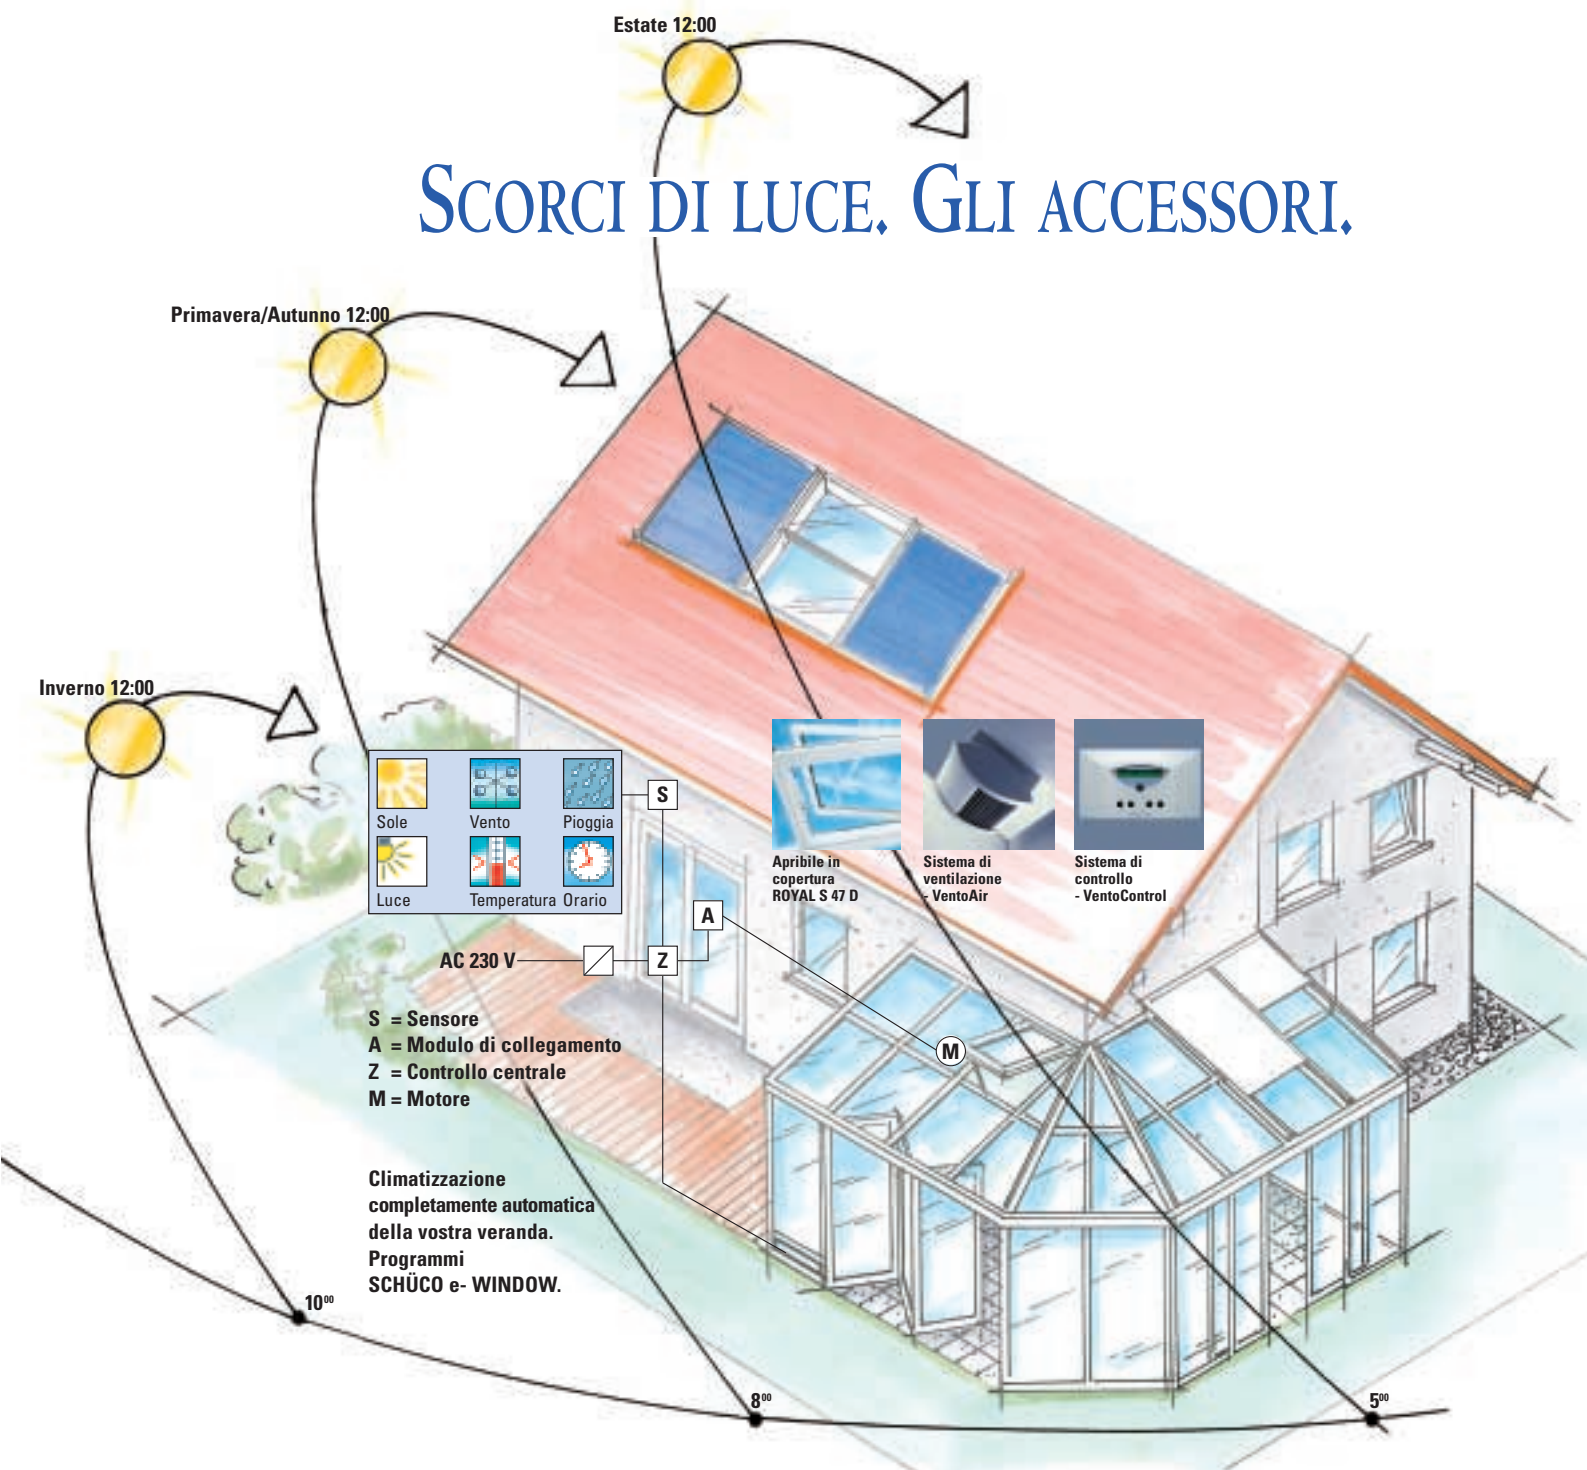 Estate 12:00
SCORCI DI LUCE. GLI ACCESSORI.
Primavera/Autunno 12:00
Inverno 12:00
Sole Vento Pioggia
Luce Temperatura Orario
S
A
AC 230 V
Z
M
Apribile in
copertura
ROYAL S 47 D
Sistema di
ventilazione
- VentoAir
Sistema di
controllo
- VentoControl
S = Sensore
A = Modulo di collegamento
Z = Controllo centrale
M = Motore
Climatizzazione
completamente automatica
della vostra veranda.
Programmi
SCHÜCO e- WINDOW.
10⁰⁰
8⁰⁰
5⁰⁰